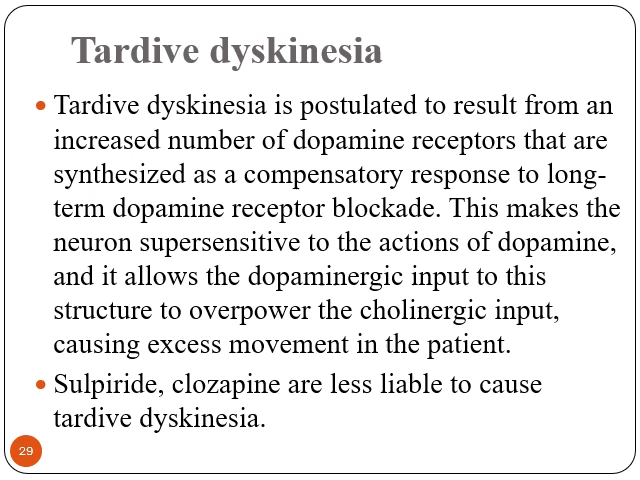 Tardive dyskinesia
• Tardive dyskinesia is postulated to result from an
increased number of dopamine receptors that are
synthesized as a compensatory response to long-
term dopamine receptor blockade. This makes the
neuron supersensitive to the actions of dopamine,
and it allows the dopaminergic input to this
structure to overpower the cholinergic input,
causing excess movement in the patient.
• Sulpiride, clozapine are less liable to cause
tardive dyskinesia.
29